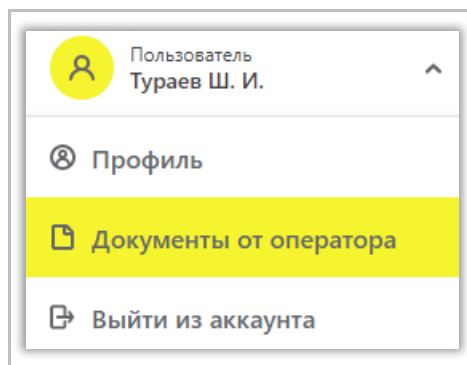 Пользователь
Тураев Ш. И.
Профиль
Документы от оператора
Выйти из аккаунта